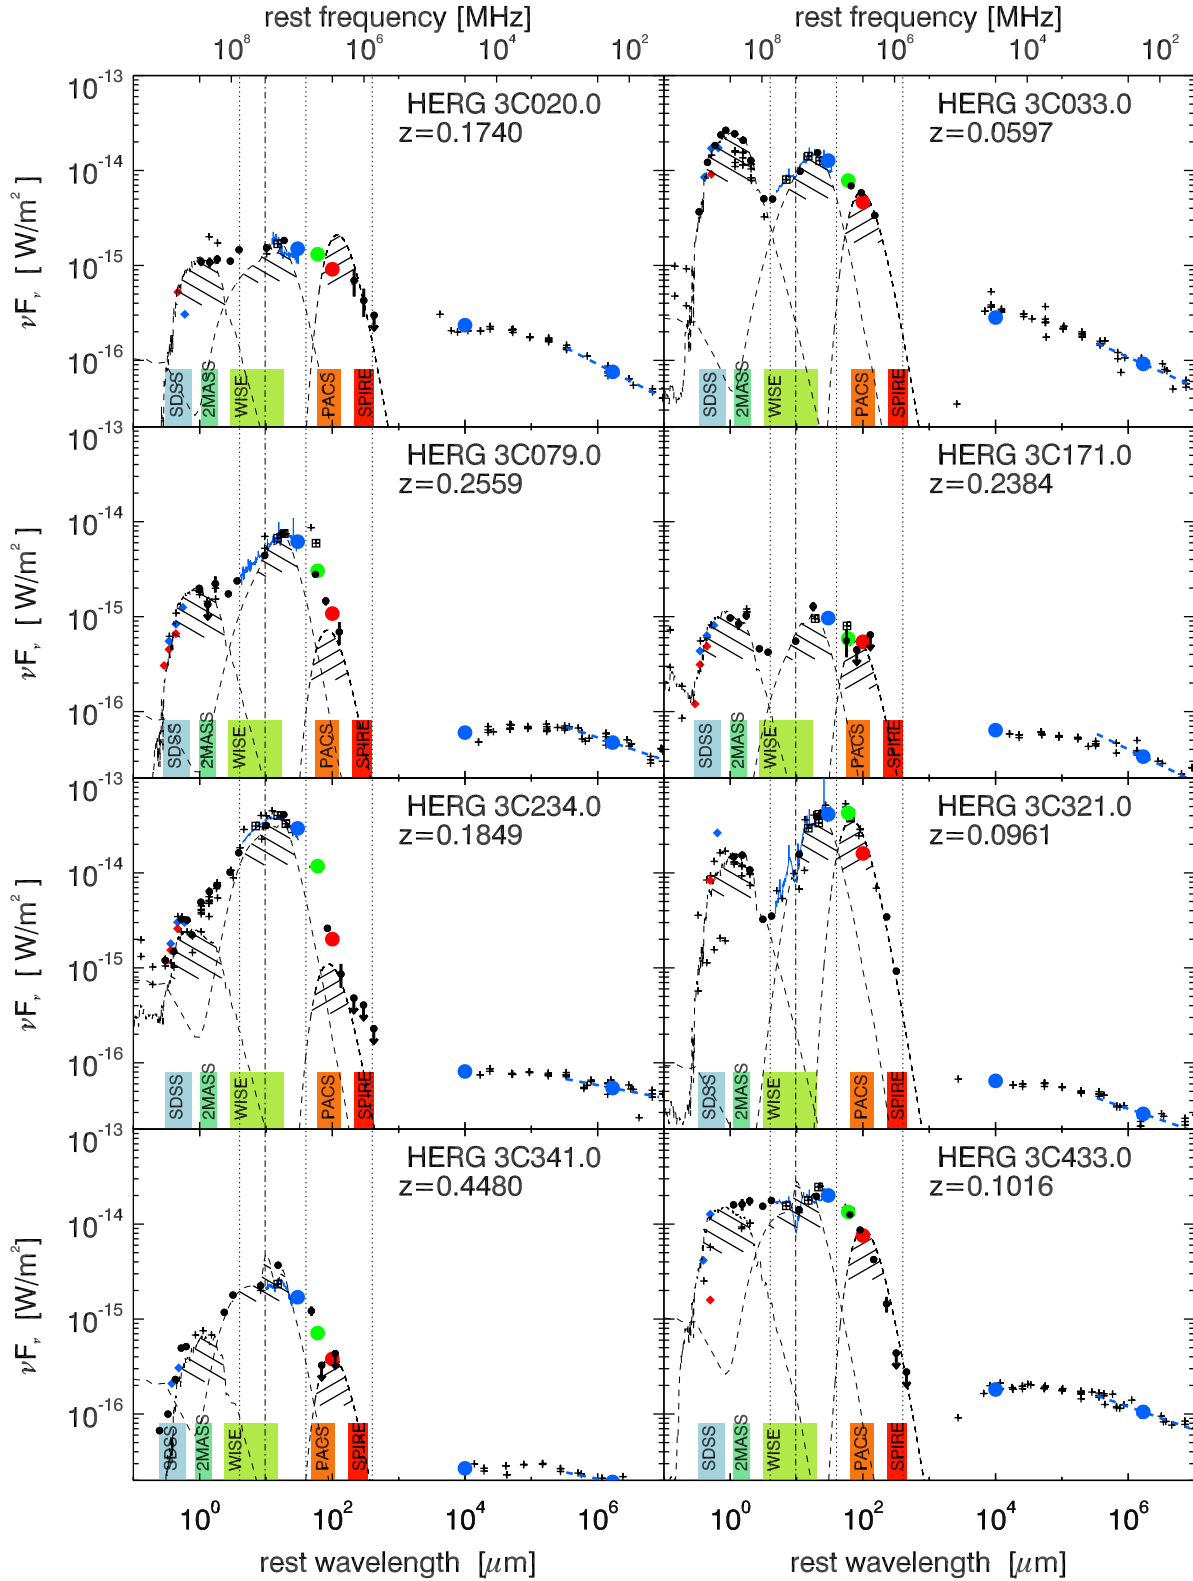 rest frequency [MHz] rest frequency [MHz]
10^8 10^6 10^4 10^2 10^8 10^6 10^4 10^2
10^-13
HERG 3C020.0 HERG 3C033.0
z=0.1740 z=0.0597
10^-14
νF_ν [ W/m^2 ]
10^-15
10^-16
SDSS 2MASS WISE PACS SPIRE SDSS 2MASS WISE PACS SPIRE
10^-13
HERG 3C079.0 HERG 3C171.0
z=0.2559 z=0.2384
10^-14
νF_ν [ W/m^2 ]
10^-15
10^-16
SDSS 2MASS WISE PACS SPIRE SDSS 2MASS WISE PACS SPIRE
10^-13
HERG 3C234.0 HERG 3C321.0
z=0.1849 z=0.0961
10^-14
νF_ν [ W/m^2 ]
10^-15
10^-16
SDSS 2MASS WISE PACS SPIRE SDSS 2MASS WISE PACS SPIRE
10^-13
HERG 3C341.0 HERG 3C433.0
z=0.4480 z=0.1016
10^-14
νF_ν [W/m^2]
10^-15
10^-16
SDSS 2MASS WISE PACS SPIRE SDSS 2MASS WISE PACS SPIRE
10^0 10^2 10^4 10^6 10^0 10^2 10^4 10^6
rest wavelength [μm] rest wavelength [μm]